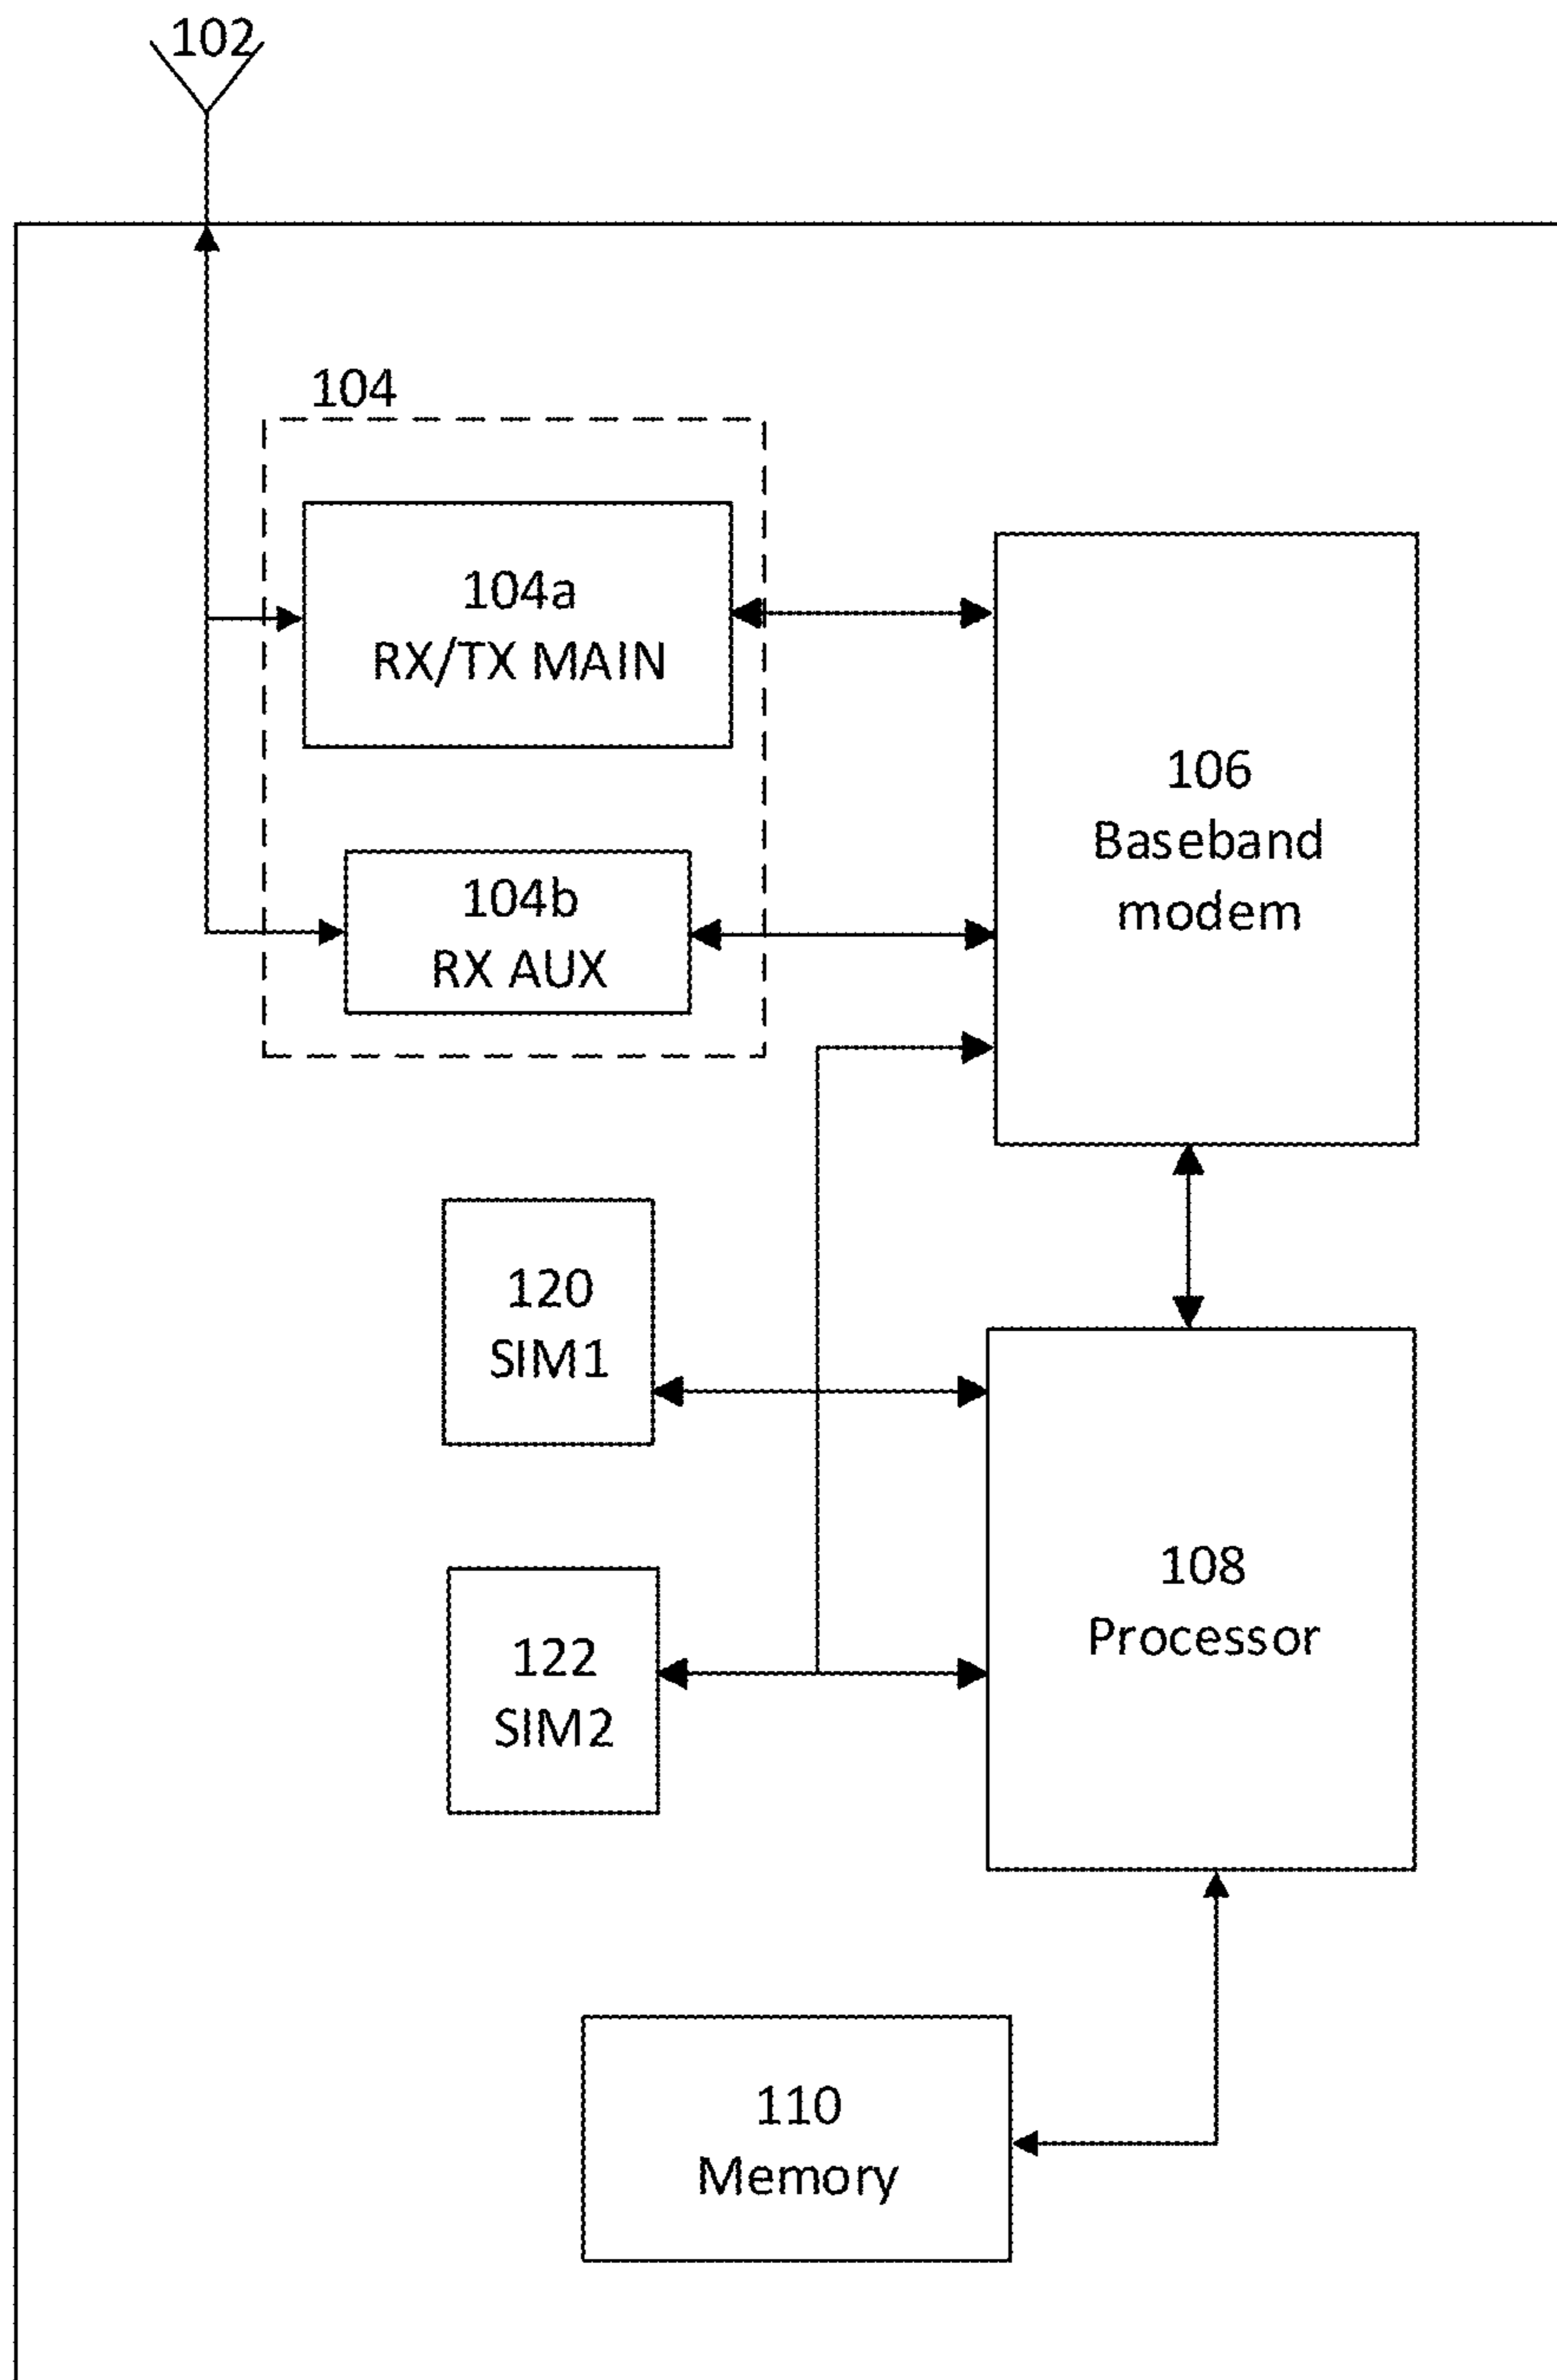 102
104
104a
RX/TX MAIN
106
Baseband
modem
104b
RX AUX
120
SIM1
108
Processor
122
SIM2
110
Memory